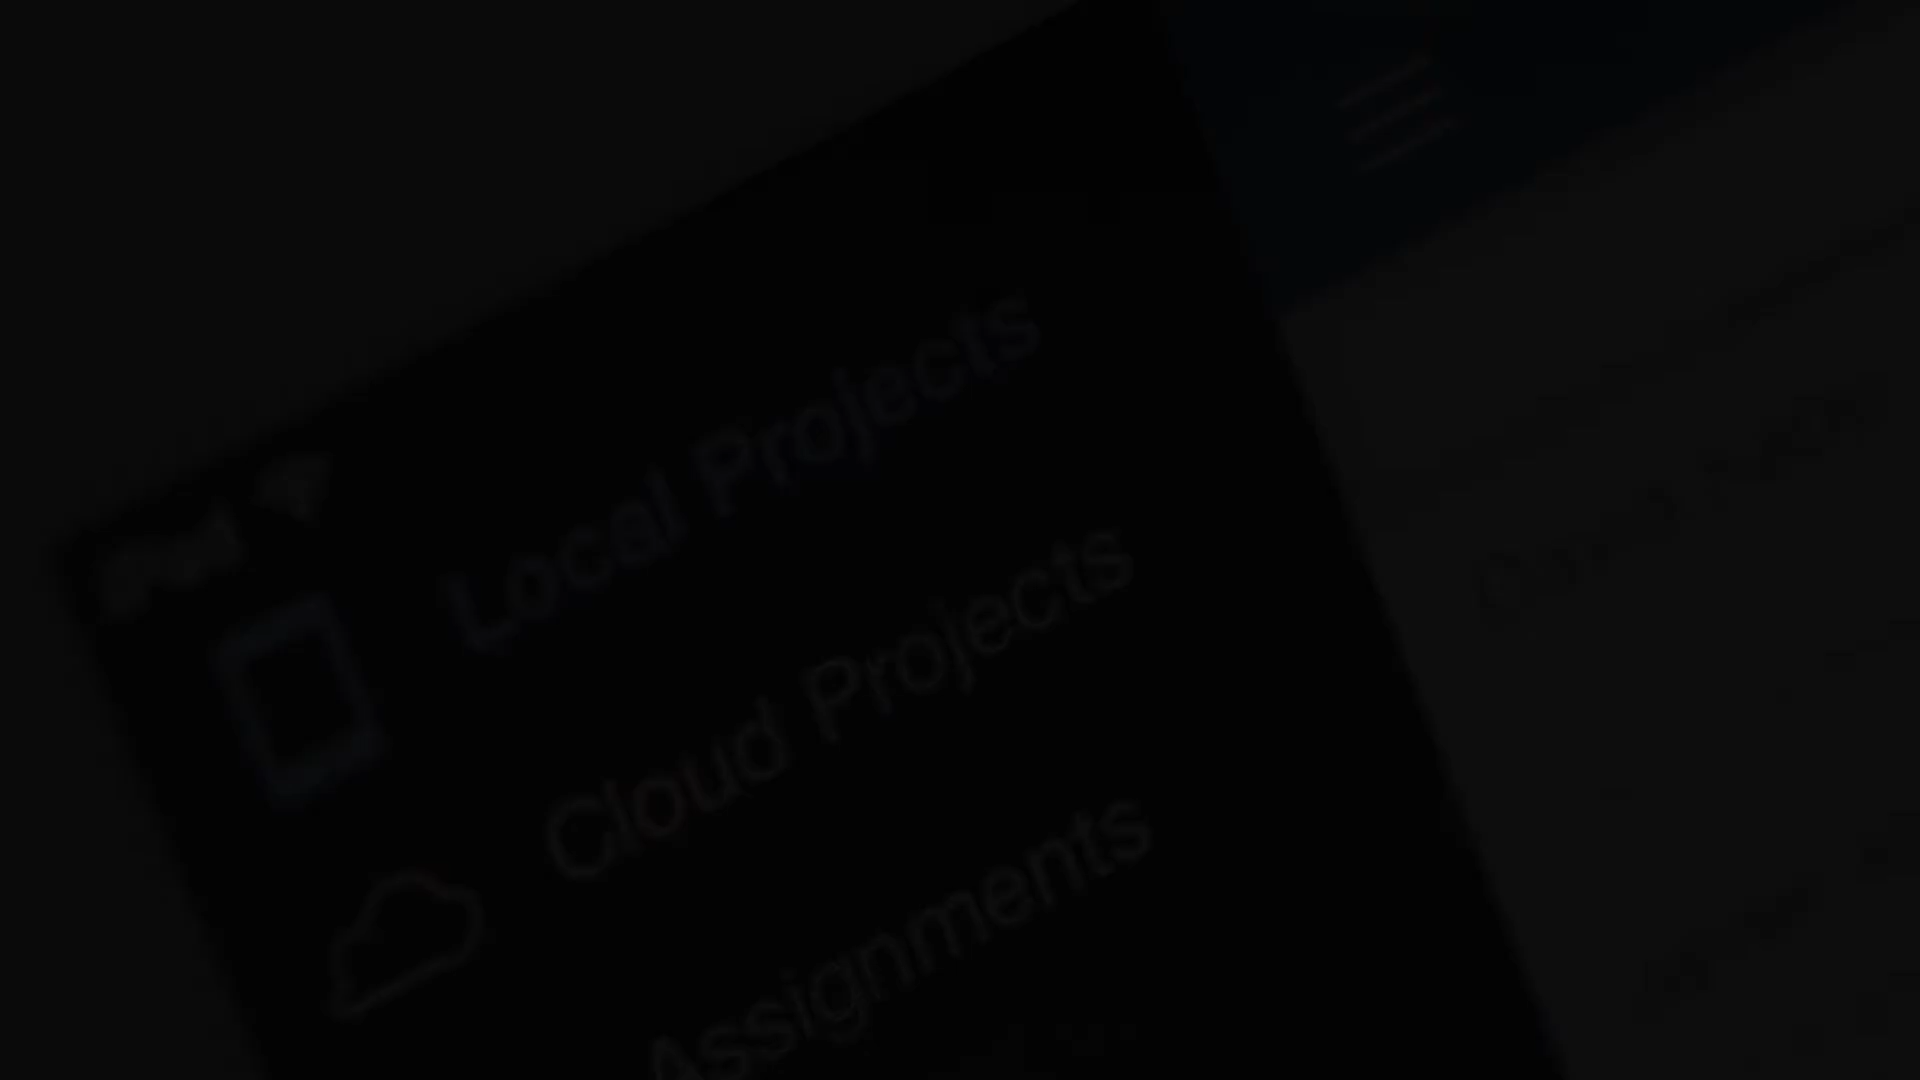 iPad
Local Projects
Cloud Projects
Assignments